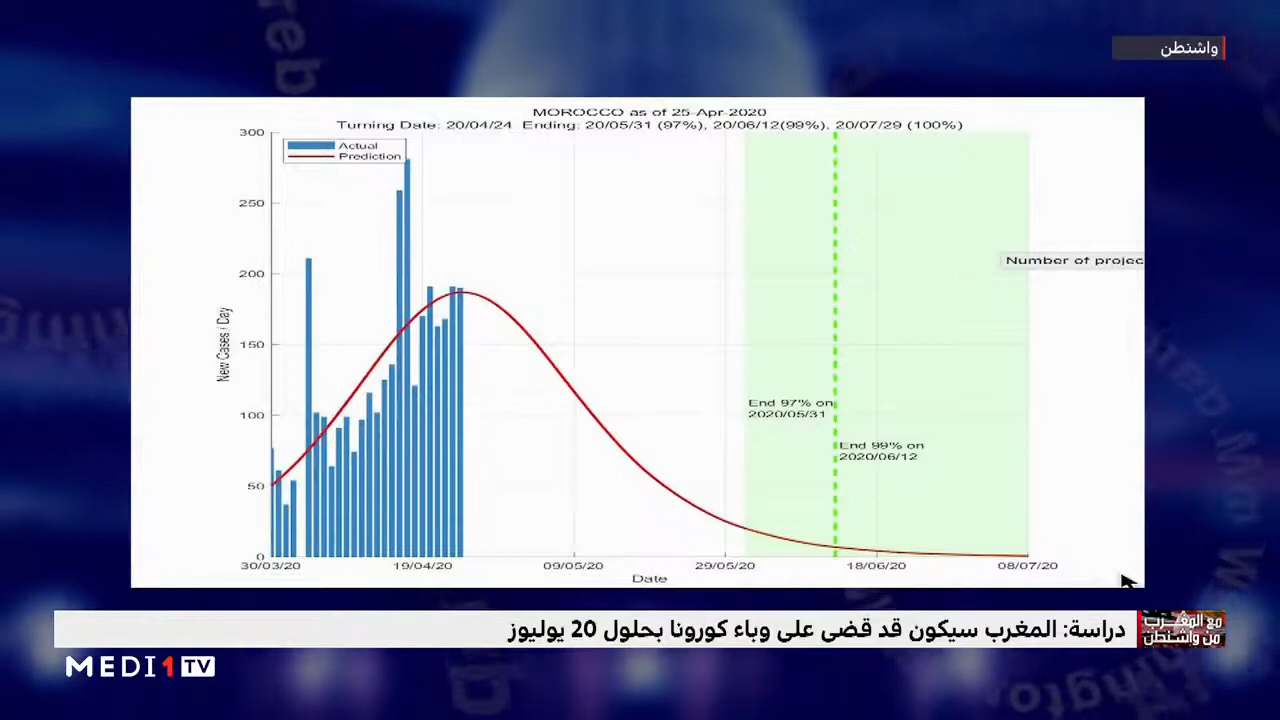 واشنطن
MOROCCO as of 25-Apr-2020
Turning Date: 20/04/24 Ending: 20/05/31 (97%), 20/06/12(99%), 20/07/29 (100%)
300
Actual
Prediction
250
200
Number of projec
150
New Cases / Day
End 97% on
2020/05/31
100
End 99% on
2020/06/12
50
0
30/03/20 19/04/20 09/05/20 29/05/20 18/06/20 08/07/20
Date
دراسة: المغرب سيكون قد قضى على وباء كورونا بحلول 20 يوليوز
مع المغرب
من واشنطن
MEDI1TV